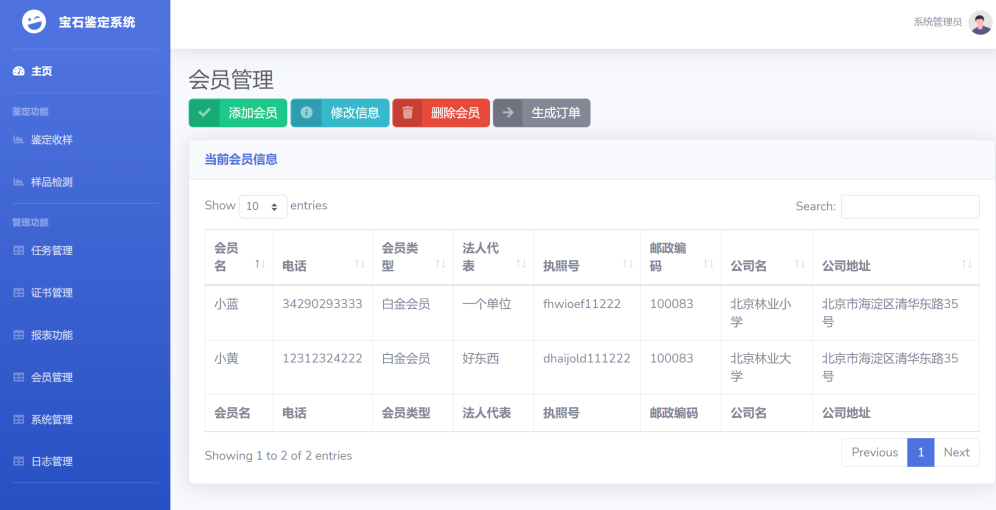 宝石鉴定系统
主页
鉴定功能
鉴定收样
样品检测
管理功能
任务管理
证书管理
报表功能
会员管理
系统管理
日志管理
系统管理员
会员管理
添加会员 修改信息 删除会员 生成订单
当前会员信息
Show 10 entries Search:
会员名 电话 会员类型 法人代表 执照号 邮政编码 公司名 公司地址
小蓝 34290293333 白金会员 一个单位 fhwioef11222 100083 北京林业小学 北京市海淀区清华东路35号
小黄 12312324222 白金会员 好东西 dhaijold111222 100083 北京林业大学 北京市海淀区清华东路35号
会员名 电话 会员类型 法人代表 执照号 邮政编码 公司名 公司地址
Showing 1 to 2 of 2 entries
Previous 1 Next